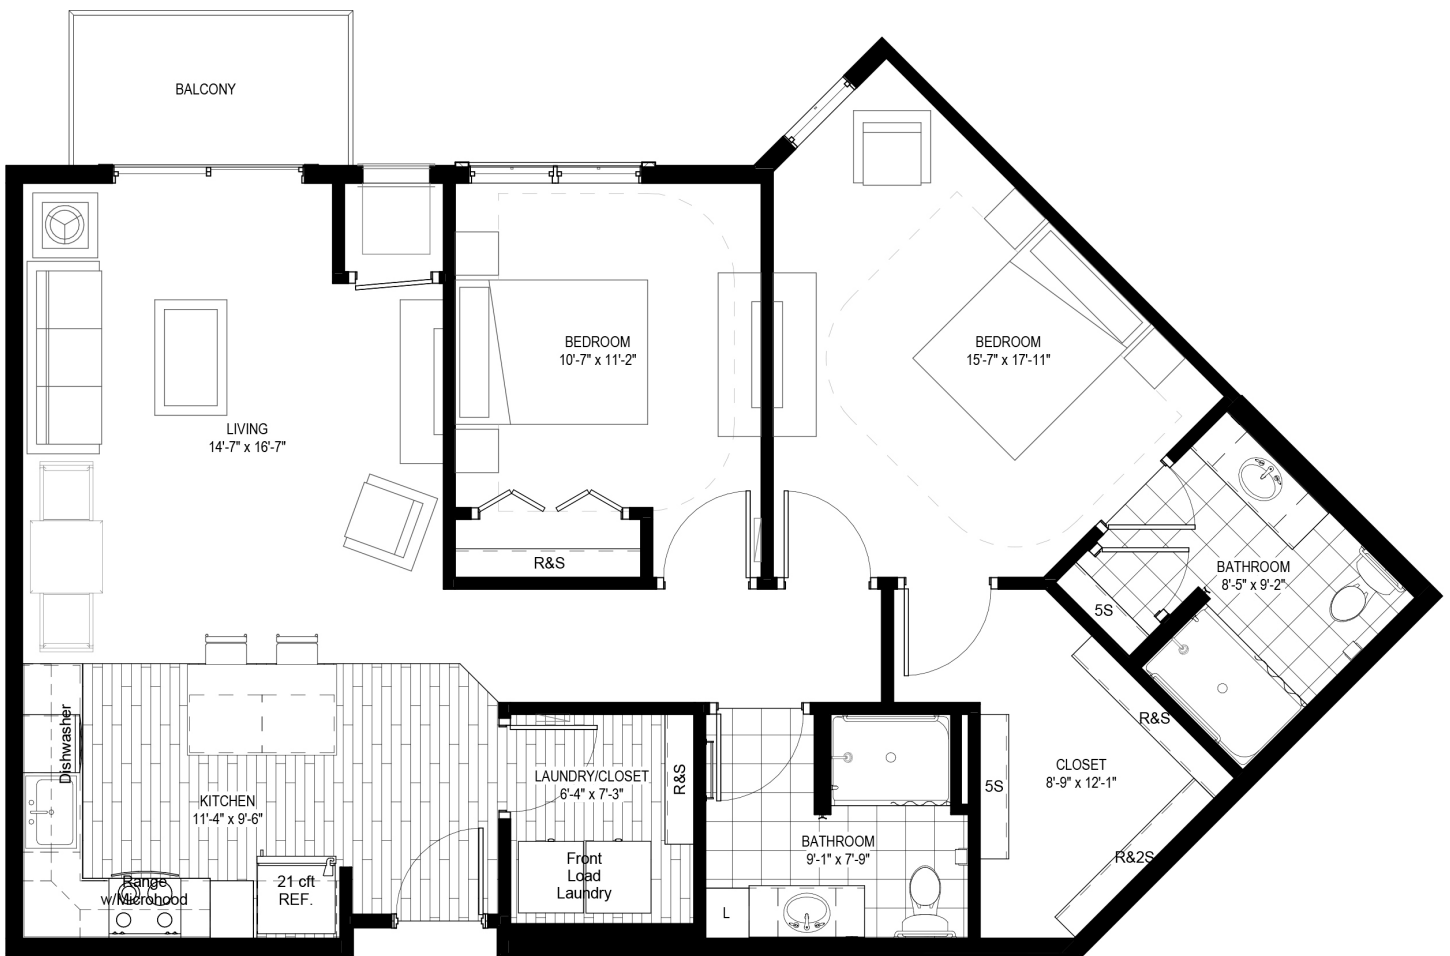 BALCONY
BEDROOM
10'-7" x 11'-2"
BEDROOM
15'-7" x 17'-11"
LIVING
14'-7" x 16'-7"
R&S
BATHROOM
8'-5" x 9'-2"
5S
R&S
Dishwasher
KITCHEN
11'-4" x 9'-6"
LAUNDRY/CLOSET
6'-4" x 7'-3"
R&S
5S
CLOSET
8'-9" x 12'-1"
BATHROOM
9'-1" x 7'-9"
R&2S
Range
w/Microhood
21 cft
REF.
Front
Load
Laundry
L